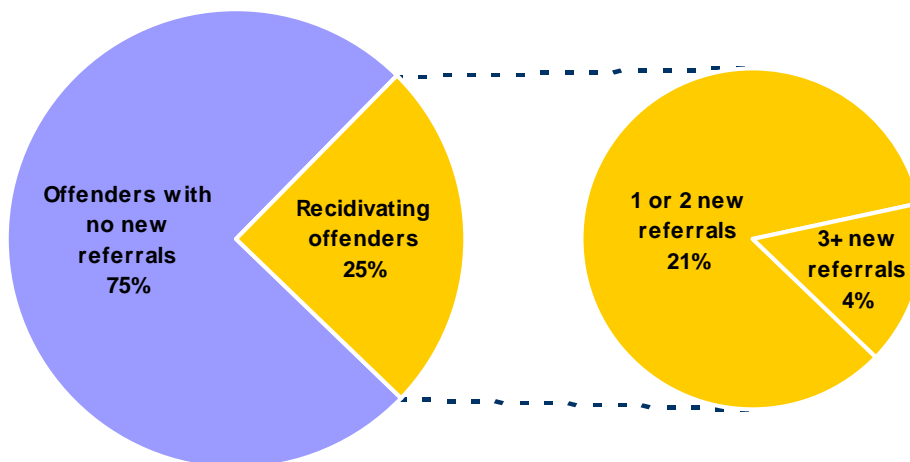 Offenders with
no new
referrals
75%
Recidivating
offenders
25%
1 or 2 new
referrals
21%
3+ new
referrals
4%